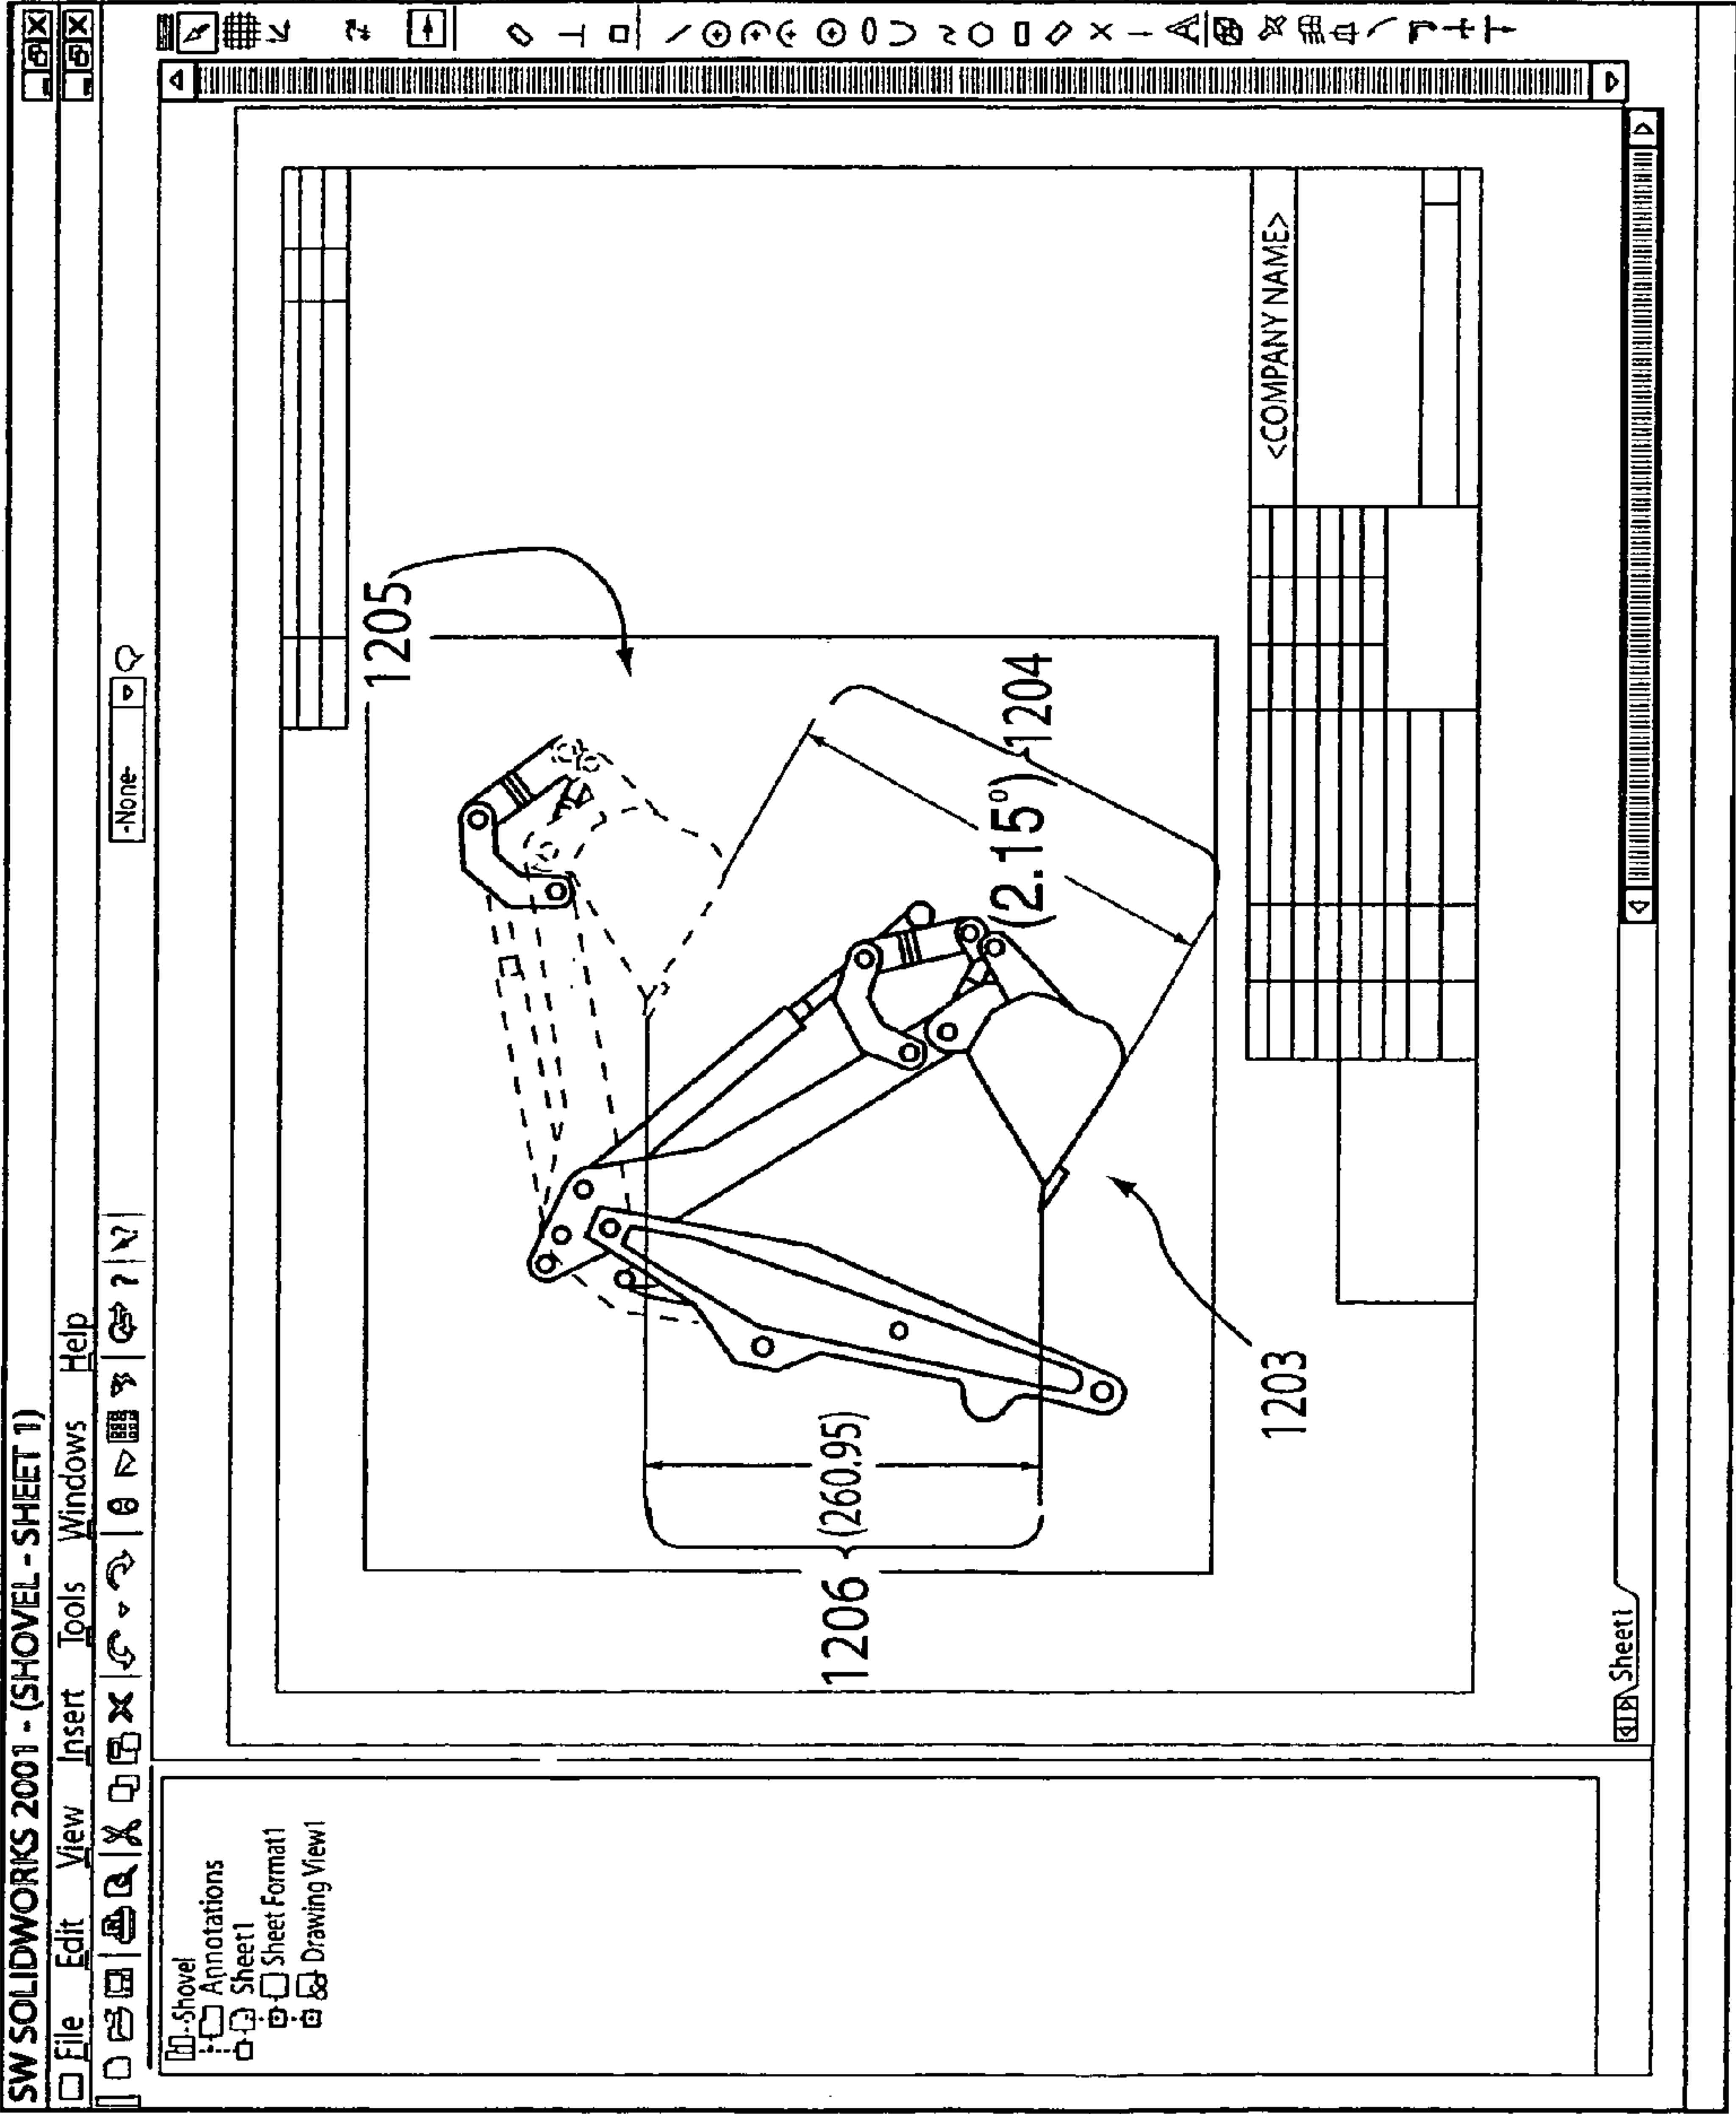 SW SOLIDWORKS 2001 - (SHOVEL - SHEET 1)
File Edit View Insert Tools Windows Help
-None-
Shovel
Annotations
Sheet1
Sheet Format1
Drawing View1
1205
1206
(260.95)
(2.15°)
1204
1203
<COMPANY NAME>
Sheet1